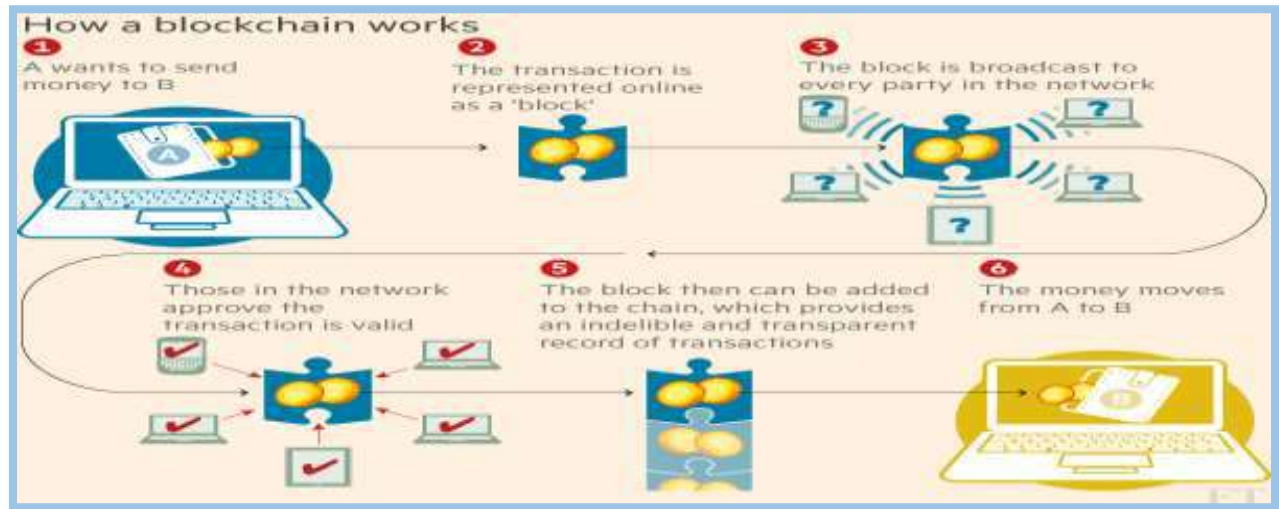 How a blockchain works
1
A wants to send
money to B
2
The transaction is
represented online
as a 'block'
3
The block is broadcast to
every party in the network
?
?
?
?
?
A
4
Those in the network
approve the
transaction is valid
5
The block then can be added
to the chain, which provides
an indelible and transparent
record of transactions
6
The money moves
from A to B
B
FT